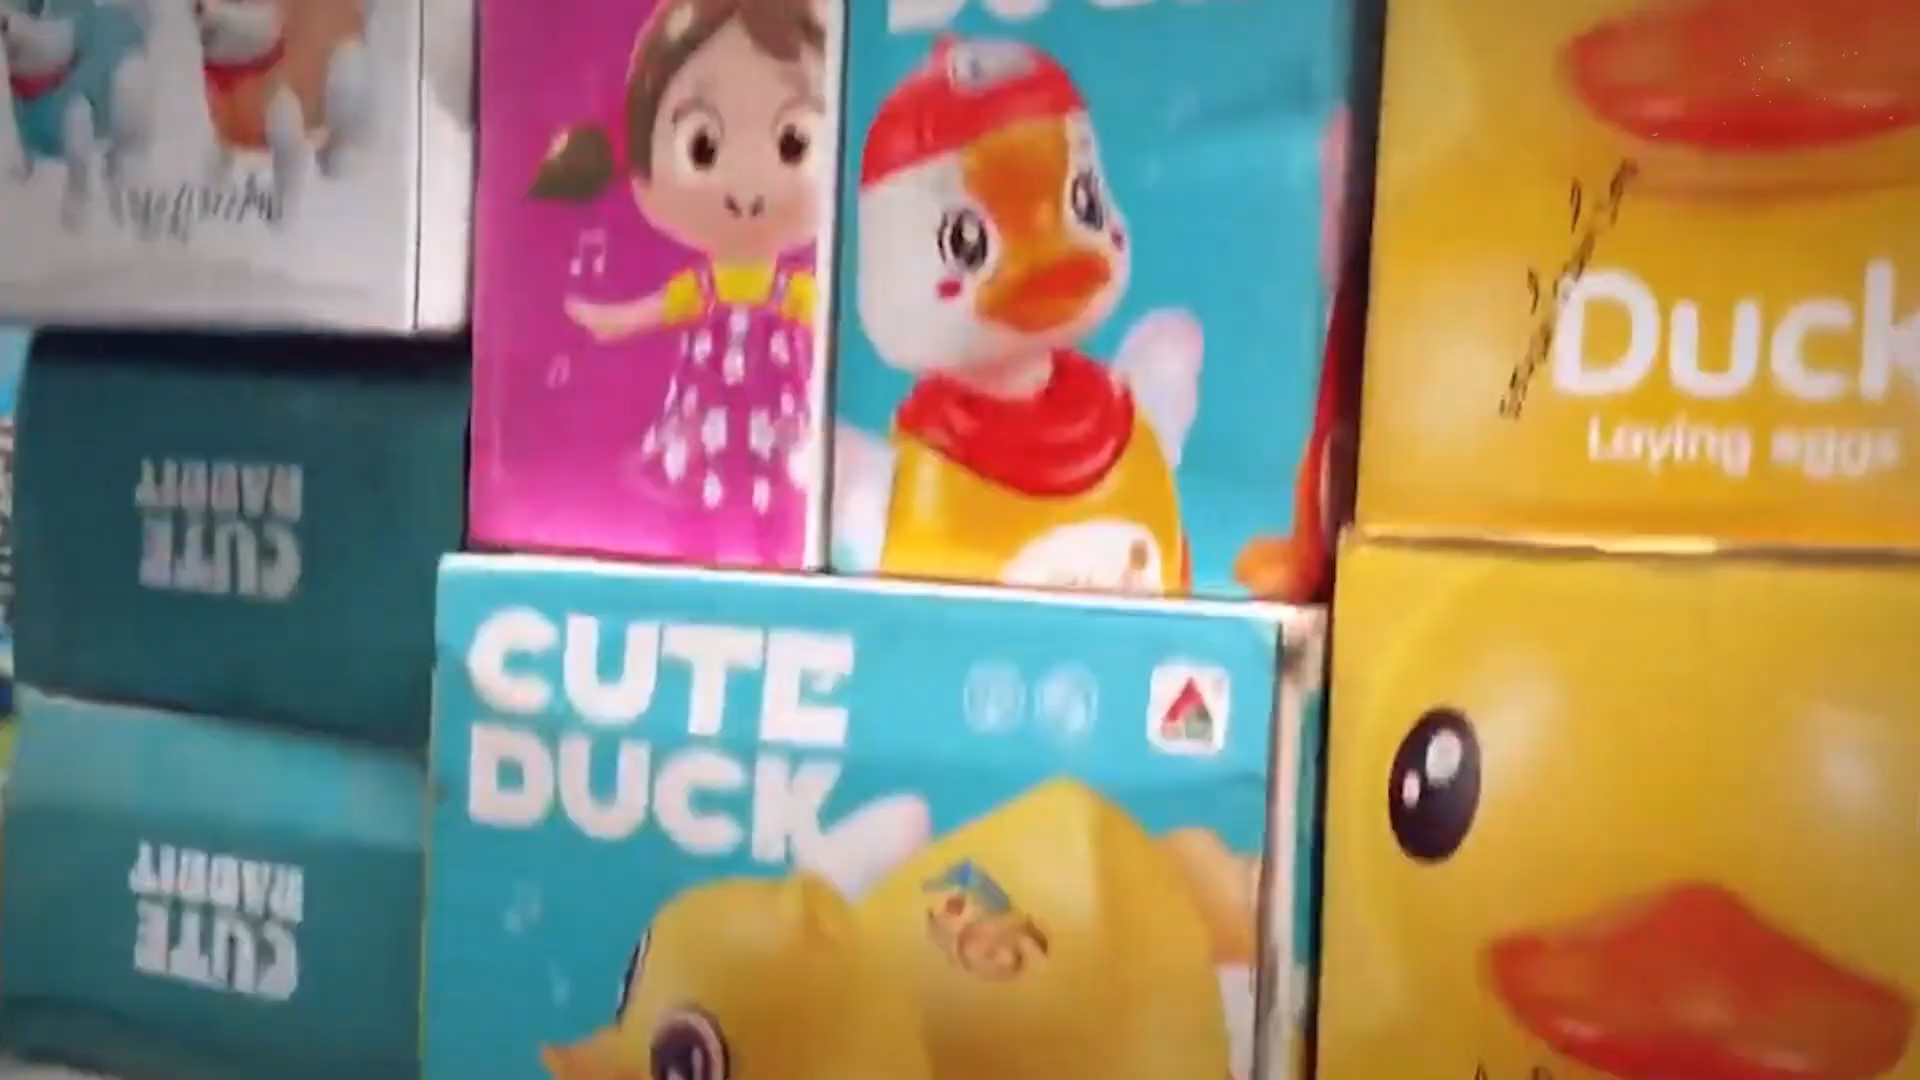 Duck
Laying eggs
CUTE
RABBIT
CUTE
DUCK
CUTE
RABBIT